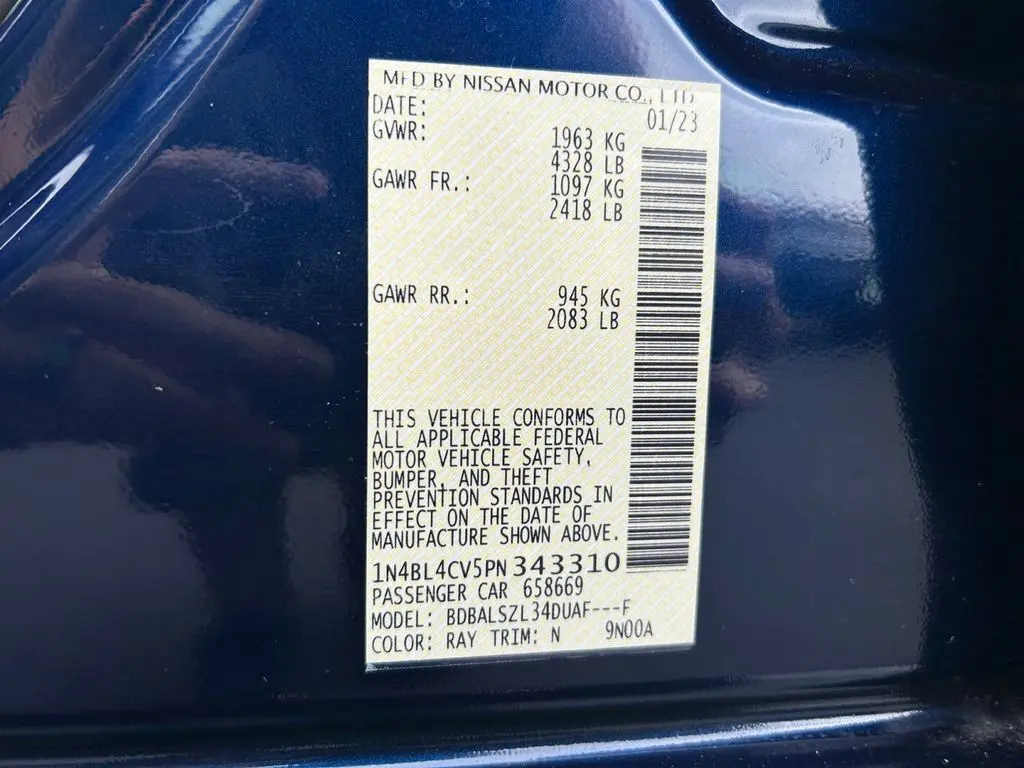 MFD BY NISSAN MOTOR CO., LTD
DATE: 01/23
GVWR: 1963 KG
4328 LB
GAWR FR.: 1097 KG
2418 LB
GAWR RR.: 945 KG
2083 LB
THIS VEHICLE CONFORMS TO
ALL APPLICABLE FEDERAL
MOTOR VEHICLE SAFETY,
BUMPER, AND THEFT
PREVENTION STANDARDS IN
EFFECT ON THE DATE OF
MANUFACTURE SHOWN ABOVE.
1N4BL4CV5PN343310
PASSENGER CAR 658669
MODEL: BDBALSZL34DUAF---F
COLOR: RAY TRIM: N 9N00A